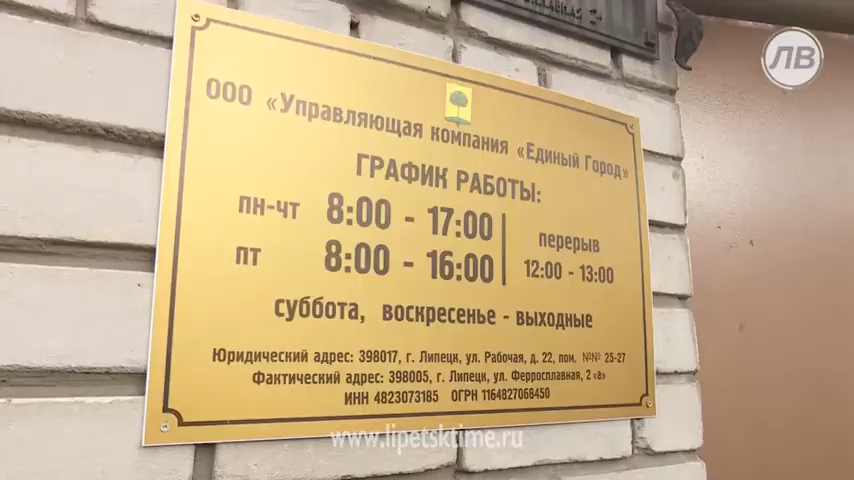 ЛВ
ООО «Управляющая компания «Единый Город»
ГРАФИК РАБОТЫ:
пн-чт 8:00 - 17:00
пт 8:00 - 16:00
перерыв
12:00 - 13:00
суббота, воскресенье - выходные
Юридический адрес: 398017, г. Липецк, ул. Рабочая, д. 22, пом. №№ 25-27
Фактический адрес: 398005, г. Липецк, ул. Ферросплавная, 2 «а»
ИНН 4823073185 ОГРН 1164827068450
www.lipetsktime.ru